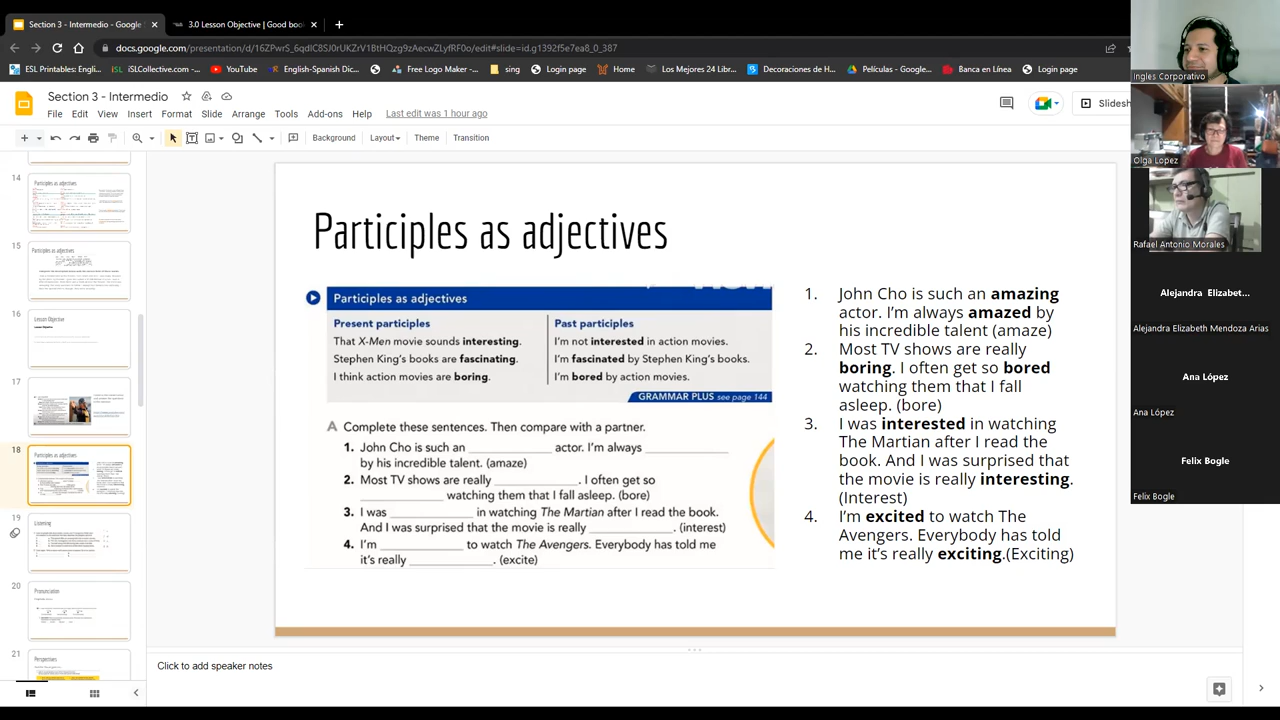 Section 3 - Intermedio - Google
3.0 Lesson Objective | Good boo
docs.google.com/presentation/d/16ZPwrS_6qdIC8SJ0rUKZrV1BtHQzg9zAecwZLyfRF0o/edit#slide=id.g1392f5e7ea8_0_387
ESL Printables: Engli...
iSLCollective.com -...
YouTube
English-Spanish Dic...
Free Logo Maker -...
Login page
Home
Los Mejores 24 Libr...
Decoraciones de H...
Películas - Google...
Banca en Línea
Login page
Section 3 - Intermedio
File Edit View Insert Format Slide Arrange Tools Add-ons Help Last edit was 1 hour ago
Slidesh
Background Layout Theme Transition
14
Participles as adjectives
15
Participles as adjectives
16
Lesson Objective
17
18
Participles as adjectives
19
Listening
20
Pronunciation
21
Perspectives
Participles as adjectives
Participles as adjectives
Present participles
That X-Men movie sounds interesting.
Stephen King's books are fascinating.
I think action movies are boring.
Past participles
I'm not interested in action movies.
I'm fascinated by Stephen King's books.
I'm bored by action movies.
GRAMMAR PLUS see page 144
A Complete these sentences. Then compare with a partner.
1. John Cho is such an ____ actor. I'm always ____
by his incredible talent. (amaze)
2. Most TV shows are really ____. I often get so
____ watching them that I fall asleep. (bore)
3. I was ____ in watching The Martian after I read the book.
And I was surprised that the movie is really ____. (interest)
4. I'm ____ to watch The Avengers. Everybody has told me
it's really ____. (excite)
1. John Cho is such an amazing
actor. I'm always amazed by
his incredible talent (amaze)
2. Most TV shows are really
boring. I often get so bored
watching them that I fall
asleep. (bore)
3. I was interested in watching
The Martian after I read the
book. And I was surprised that
the movie is really interesting.
(Interest)
4. I'm excited to watch The
Avengers. Everybody has told
me it's really exciting.(Exciting)
Click to add speaker notes
Ingles Corporativo
Olga Lopez
Rafael Antonio Morales
Alejandra Elizabet...
Alejandra Elizabeth Mendoza Arias
Ana López
Ana López
Felix Bogle
Felix Bogle